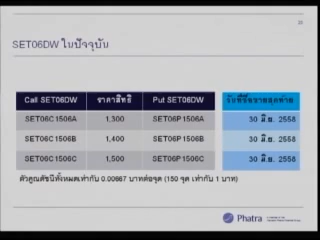 23
SET06DW ในปัจจุบัน
Call SET06DW ราคาสิทธิ Put SET06DW วันซื้อขายสุดท้าย
SET06C1506A 1,300 SET06P1506A 30 มิ.ย. 2558
SET06C1506B 1,400 SET06P1506B 30 มิ.ย. 2558
SET06C1506C 1,500 SET06P1506C 30 มิ.ย. 2558
ตัวคูณดัชนีทั้งหมดเท่ากับ 0.00667 บาทต่อจุด (150 จุด เท่ากับ 1 บาท)
Phatra